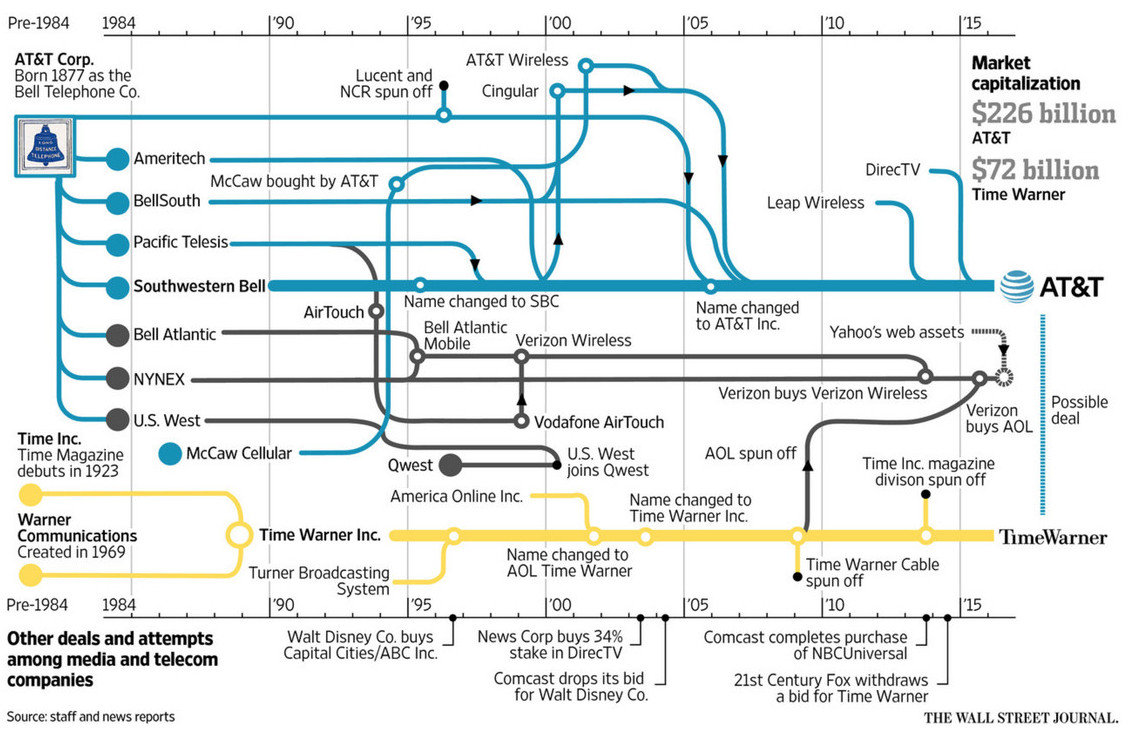 Pre-1984
1984
'90
'95
'00
'05
'10
'15
AT&T Corp.
Born 1877 as the
Bell Telephone Co.
Lucent and
NCR spun off
AT&T Wireless
Cingular
Market
capitalization
$226 billion
AT&T
$72 billion
Time Warner
LONG
DISTANCE
TELEPHONE
Ameritech
McCaw bought by AT&T
BellSouth
Pacific Telesis
Southwestern Bell
DirecTV
Leap Wireless
AT&T
Name changed to SBC
Name changed
to AT&T Inc.
AirTouch
Bell Atlantic
Bell Atlantic
Mobile
Verizon Wireless
Yahoo's web assets
NYNEX
Verizon buys Verizon Wireless
U.S. West
Vodafone AirTouch
Verizon
buys AOL
Possible
deal
McCaw Cellular
Qwest
U.S. West
joins Qwest
AOL spun off
Time Inc. magazine
divison spun off
Time Inc.
Time Magazine
debuts in 1923
America Online Inc.
Name changed to
Time Warner Inc.
Warner
Communications
Created in 1969
Time Warner Inc.
TimeWarner
Name changed to
AOL Time Warner
Turner Broadcasting
System
Time Warner Cable
spun off
Pre-1984
1984
'90
'95
'00
'05
'10
'15
Other deals and attempts
among media and telecom
companies
Walt Disney Co. buys
Capital Cities/ABC Inc.
News Corp buys 34%
stake in DirecTV
Comcast drops its bid
for Walt Disney Co.
Comcast completes purchase
of NBCUniversal
21st Century Fox withdraws
a bid for Time Warner
Source: staff and news reports
THE WALL STREET JOURNAL.